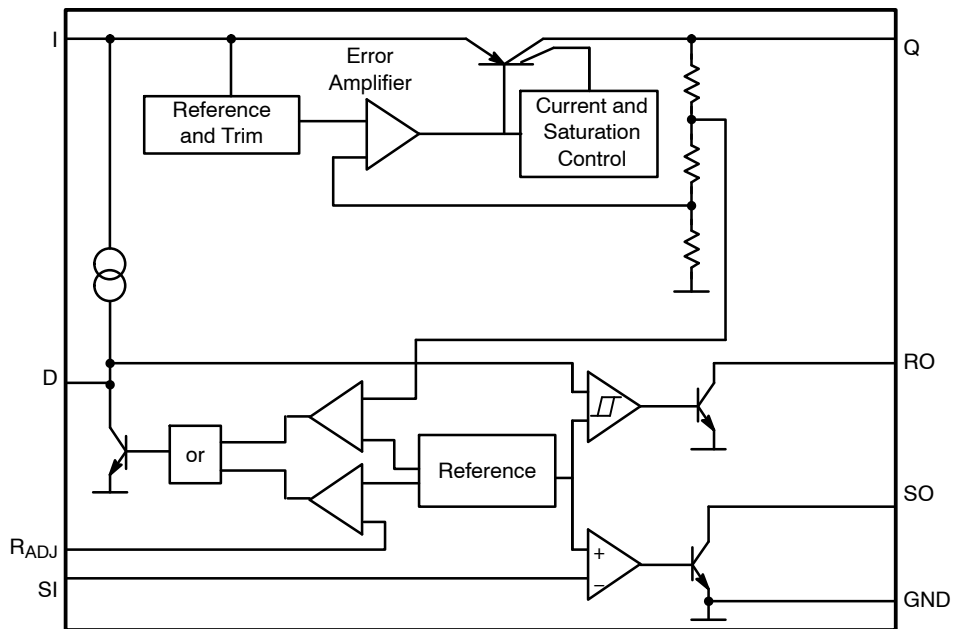 I
Q
Error
Amplifier
Reference
and Trim
Current and
Saturation
Control
D
RO
or
Reference
SO
RADJ
SI
+
−
GND